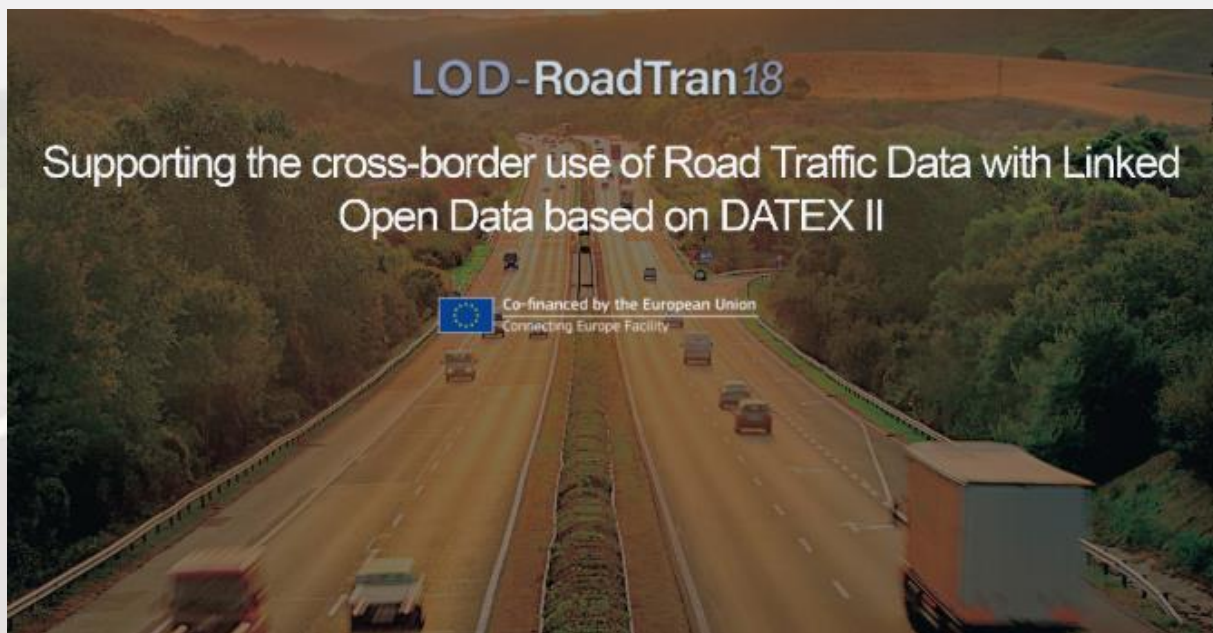 LOD-RoadTran18
Supporting the cross-border use of Road Traffic Data with Linked
Open Data based on DATEX II
Co-financed by the European Union
Connecting Europe Facility